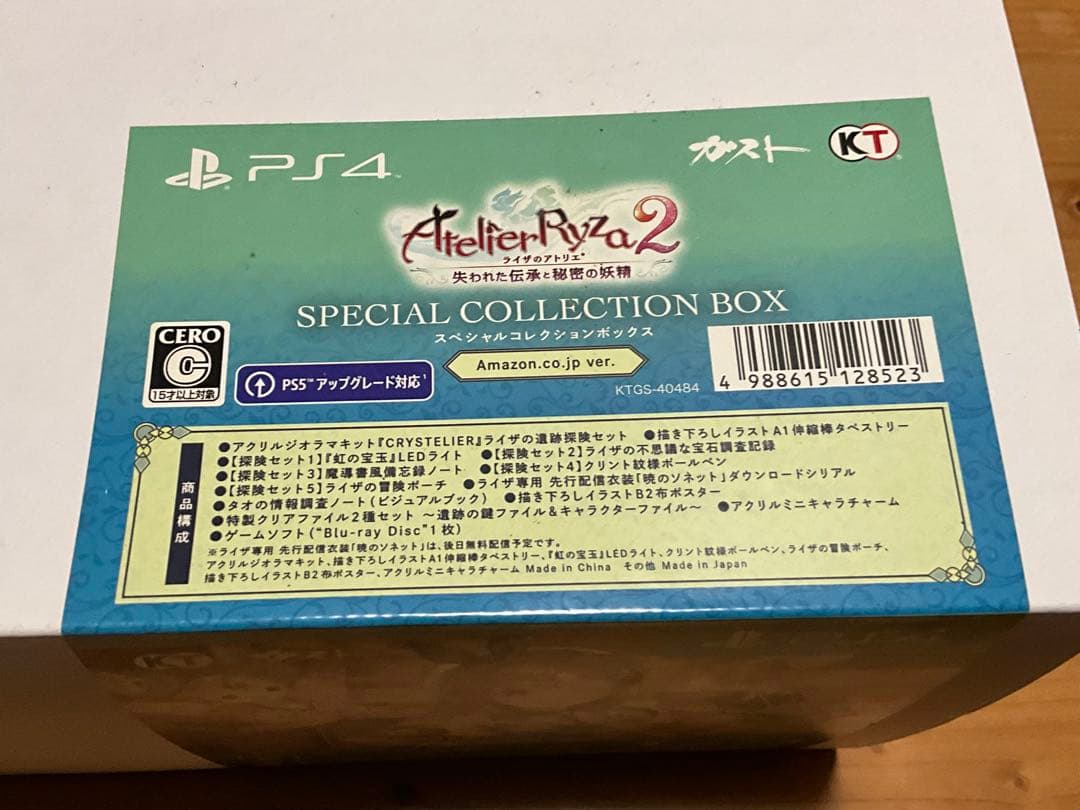 PS4
ガスト
KT
Atelier Ryza 2
ライザのアトリエ
失われた伝承と秘密の妖精
SPECIAL COLLECTION BOX
スペシャルコレクションボックス
Amazon.co.jp ver.
CERO
C
15才以上対象
PS5™アップグレード対応
KTGS-40484
4 988615 128523
商品構成
●アクリルジオラマキット『CRYSTELIER』ライザの遺跡探険セット ●描き下ろしイラストA1伸縮棒タペストリー
●【探険セット1】『虹の宝玉』LEDライト ●【探険セット2】ライザの不思議な宝石調査記録
●【探険セット3】魔導書風備忘録ノート ●【探険セット4】クリント紋様ボールペン
●【探険セット5】ライザの冒険ポーチ ●ライザ専用 先行配信衣装「暁のソネット」ダウンロードシリアル
●タオの情報調査ノート(ビジュアルブック) ●描き下ろしイラストB2布ポスター
●特製クリアファイル2種セット ～遺跡の鍵ファイル&キャラクターファイル～ ●アクリルミニキャラチャーム
●ゲームソフト("Blu-ray Disc"1枚)
※ライザ専用 先行配信衣装「暁のソネット」は、後日無料配信予定です。
アクリルジオラマキット、描き下ろしイラストA1伸縮棒タペストリー、『虹の宝玉』LEDライト、クリント紋様ボールペン、ライザの冒険ポーチ、
描き下ろしイラストB2布ポスター、アクリルミニキャラチャーム Made in China その他 Made in Japan
KT